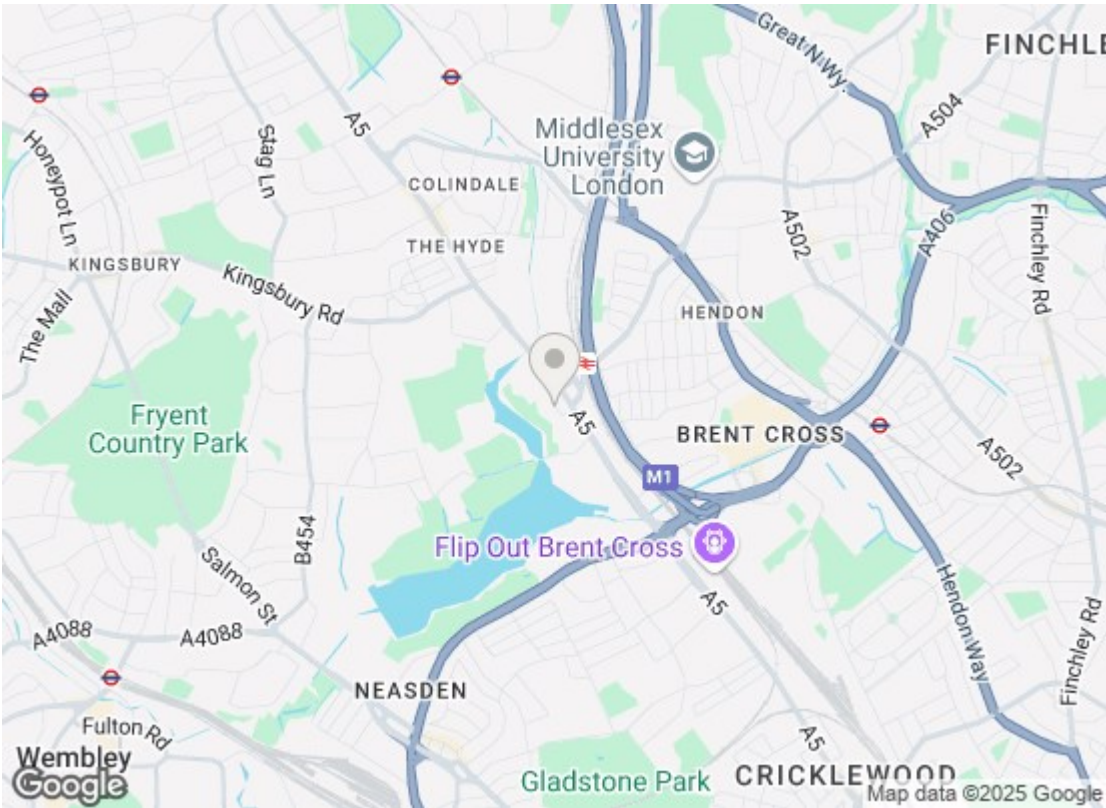 Great N Wy.
FINCHLE
A5
Honeypot Ln
Stag Ln
Middlesex
University
London
A504
COLINDALE
A502
Finchley Rd
THE HYDE
A406
KINGSBURY
Kingsbury Rd
The Mall
HENDON
Fryent
Country Park
A5
BRENT CROSS
A502
M1
B454
Flip Out Brent Cross
Salmon St
A5
Hendon Way
Finchley Rd
A4088
A4088
NEASDEN
Fulton Rd
A5
Wembley
Gladstone Park
CRICKLEWOOD
Google
Map data ©2025 Google